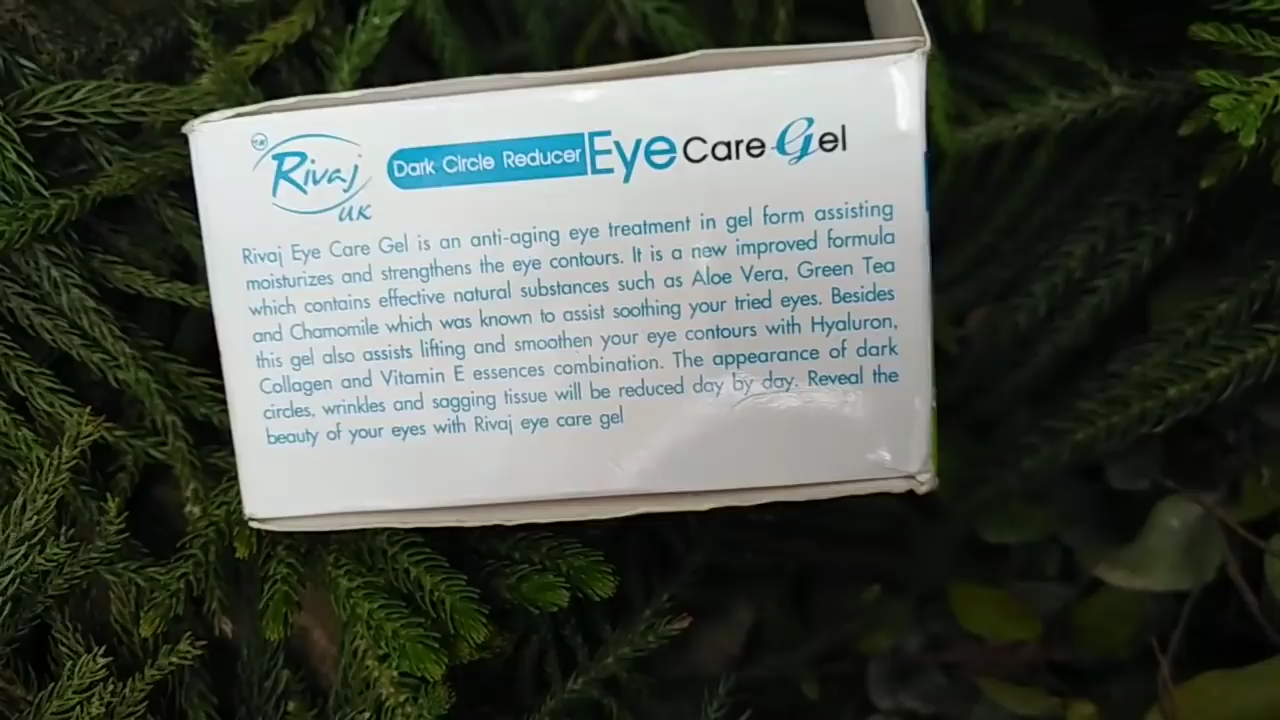 Rivaj
UK
Dark Circle Reducer Eye Care Gel
Rivaj Eye Care Gel is an anti-aging eye treatment in gel form assisting
moisturizes and strengthens the eye contours. It is a new improved formula
which contains effective natural substances such as Aloe Vera, Green Tea
and Chamomile which was known to assist soothing your tried eyes. Besides
this gel also assists lifting and smoothen your eye contours with Hyaluron,
Collagen and Vitamin E essences combination. The appearance of dark
circles, wrinkles and sagging tissue will be reduced day by day. Reveal the
beauty of your eyes with Rivaj eye care gel